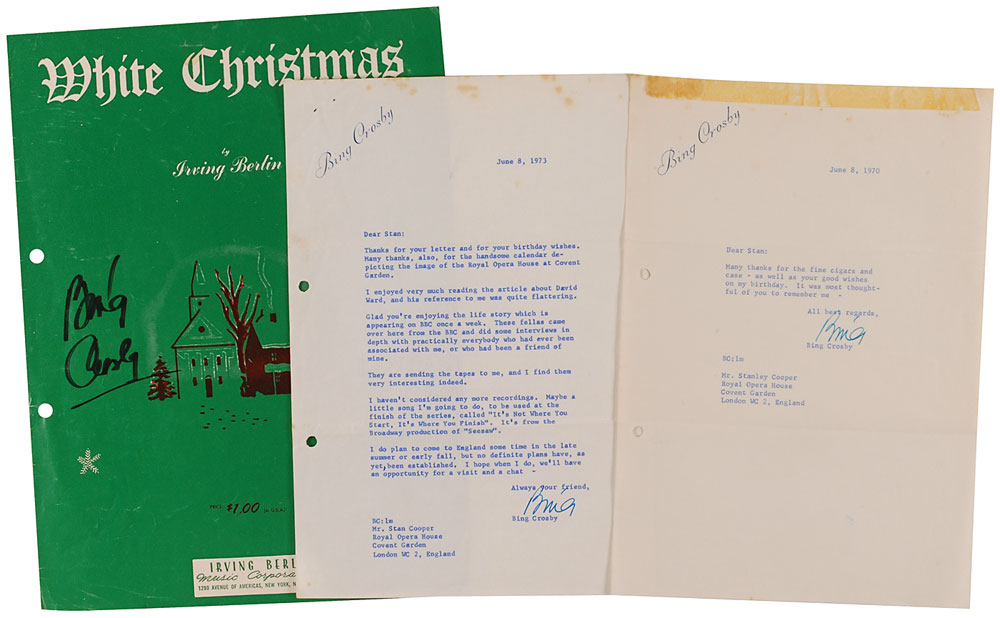 White Christmas
by
Irving Berlin
Bing
Crosby
PRICE $1.00 (In U.S.A.)
IRVING BERL
Music Corpora
1290 AVENUE OF AMERICAS, NEW YORK, N
Bing Crosby
June 8, 1973
Dear Stan:
Thanks for your letter and for your birthday wishes.
Many thanks, also, for the handsome calendar de-
picting the image of the Royal Opera House at Covent
Garden.
I enjoyed very much reading the article about David
Ward, and his reference to me was quite flattering.
Glad you're enjoying the life story which is
appearing on BBC once a week. These fellas came
over here from the BBC and did some interviews in
depth with practically everybody who had ever been
associated with me, or who had been a friend of
mine.
They are sending the tapes to me, and I find them
very interesting indeed.
I haven't considered any more recordings. Maybe a
little song I'm going to do, to be used at the
finish of the series, called "It's Not Where You
Start, It's Where You Finish". It's from the
Broadway production of "Seesaw".
I do plan to come to England some time in the late
summer or early fall, but no definite plans have, as
yet,been established. I hope when I do, we'll have
an opportunity for a visit and a chat -
Always your friend,
Bing
Bing Crosby
BC:lm
Mr. Stan Cooper
Royal Opera House
Covent Garden
London WC 2, England
Bing Crosby
June 8, 1970
Dear Stan:
Many thanks for the fine cigars and
case - as well as your good wishes
on my birthday. It was most thought-
ful of you to remember me -
All best regards,
Bing
Bing Crosby
BC:lm
Mr. Stanley Cooper
Royal Opera House
Covent Garden
London WC 2, England